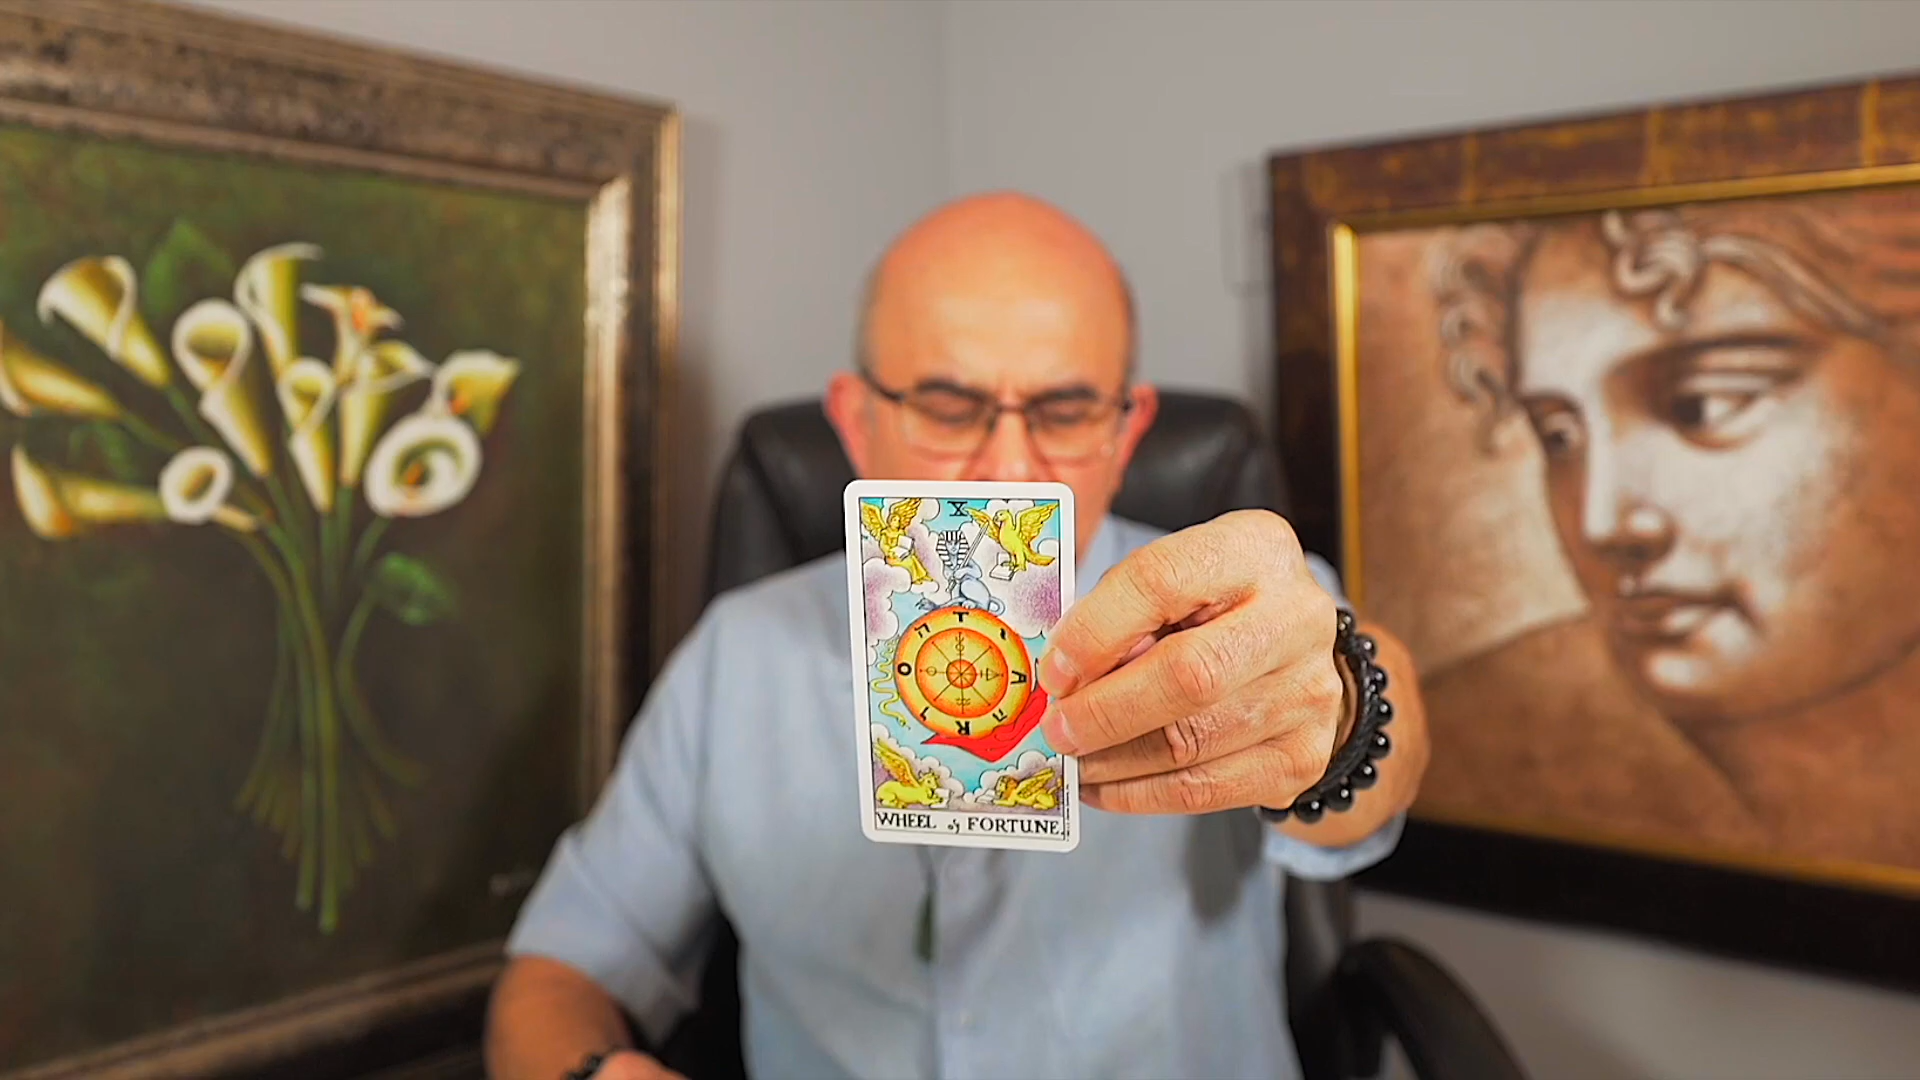 X
T
A
R
O
ה
ו
ה
י
WHEEL of FORTUNE.